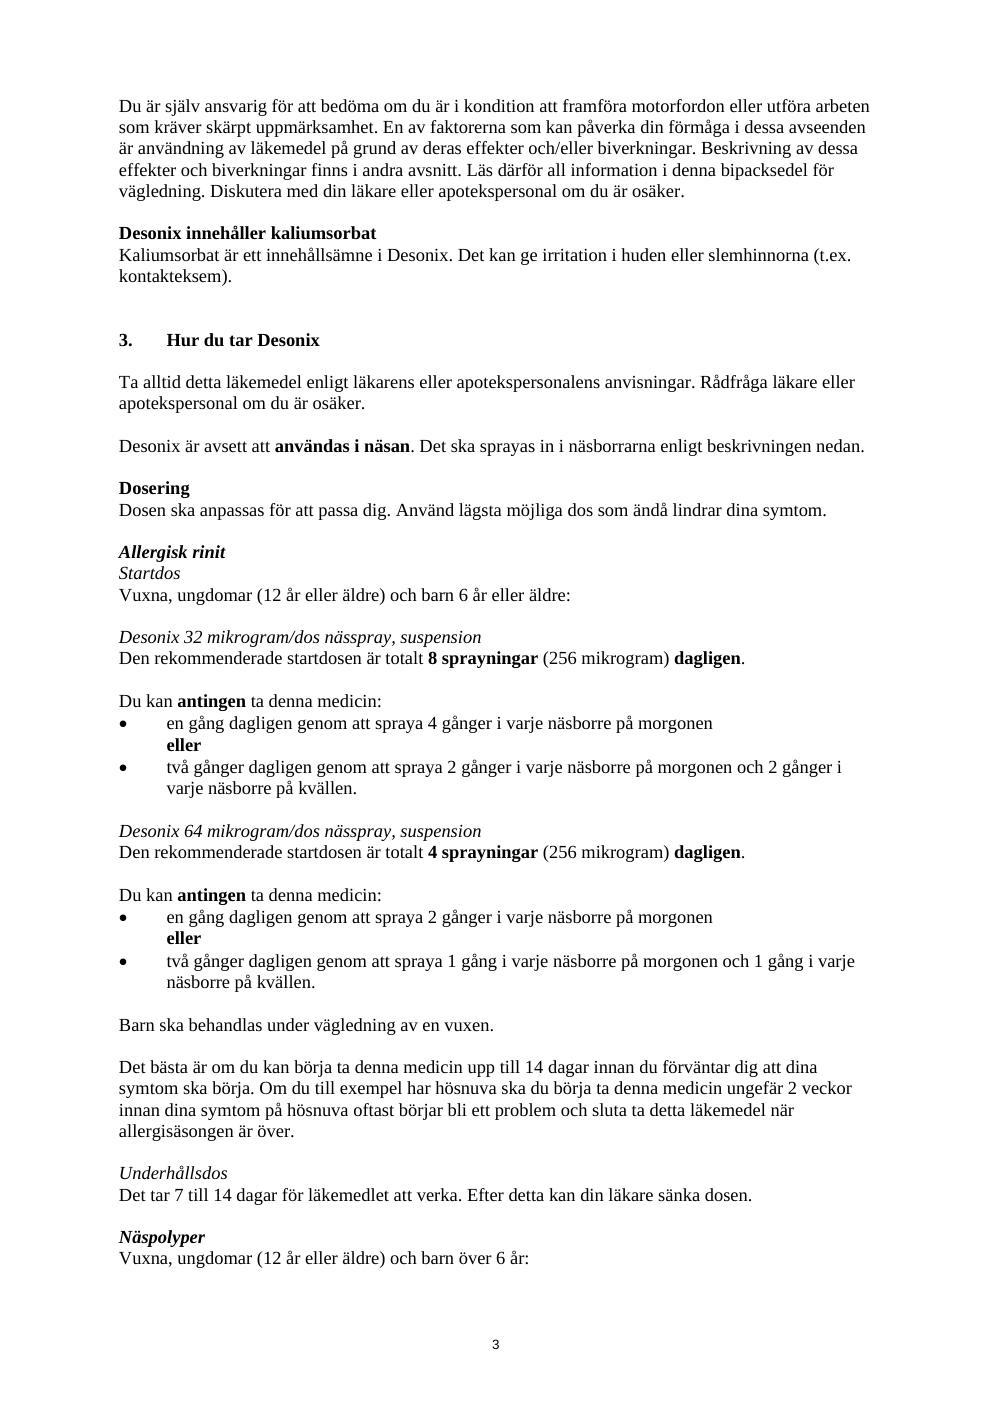 Du är själv ansvarig för att bedöma om du är i kondition att framföra motorfordon eller utföra arbeten
som kräver skärpt uppmärksamhet. En av faktorerna som kan påverka din förmåga i dessa avseenden
är användning av läkemedel på grund av deras effekter och/eller biverkningar. Beskrivning av dessa
effekter och biverkningar finns i andra avsnitt. Läs därför all information i denna bipacksedel för
vägledning. Diskutera med din läkare eller apotekspersonal om du är osäker.
Desonix innehåller kaliumsorbat
Kaliumsorbat är ett innehållsämne i Desonix. Det kan ge irritation i huden eller slemhinnorna (t.ex.
kontakteksem).
3. Hur du tar Desonix
Ta alltid detta läkemedel enligt läkarens eller apotekspersonalens anvisningar. Rådfråga läkare eller
apotekspersonal om du är osäker.
Desonix är avsett att användas i näsan. Det ska sprayas in i näsborrarna enligt beskrivningen nedan.
Dosering
Dosen ska anpassas för att passa dig. Använd lägsta möjliga dos som ändå lindrar dina symtom.
Allergisk rinit
Startdos
Vuxna, ungdomar (12 år eller äldre) och barn 6 år eller äldre:
Desonix 32 mikrogram/dos nässpray, suspension
Den rekommenderade startdosen är totalt 8 sprayningar (256 mikrogram) dagligen.
Du kan antingen ta denna medicin:
• en gång dagligen genom att spraya 4 gånger i varje näsborre på morgonen
eller
• två gånger dagligen genom att spraya 2 gånger i varje näsborre på morgonen och 2 gånger i
varje näsborre på kvällen.
Desonix 64 mikrogram/dos nässpray, suspension
Den rekommenderade startdosen är totalt 4 sprayningar (256 mikrogram) dagligen.
Du kan antingen ta denna medicin:
• en gång dagligen genom att spraya 2 gånger i varje näsborre på morgonen
eller
• två gånger dagligen genom att spraya 1 gång i varje näsborre på morgonen och 1 gång i varje
näsborre på kvällen.
Barn ska behandlas under vägledning av en vuxen.
Det bästa är om du kan börja ta denna medicin upp till 14 dagar innan du förväntar dig att dina
symtom ska börja. Om du till exempel har hösnuva ska du börja ta denna medicin ungefär 2 veckor
innan dina symtom på hösnuva oftast börjar bli ett problem och sluta ta detta läkemedel när
allergisäsongen är över.
Underhållsdos
Det tar 7 till 14 dagar för läkemedlet att verka. Efter detta kan din läkare sänka dosen.
Näspolyper
Vuxna, ungdomar (12 år eller äldre) och barn över 6 år:
3